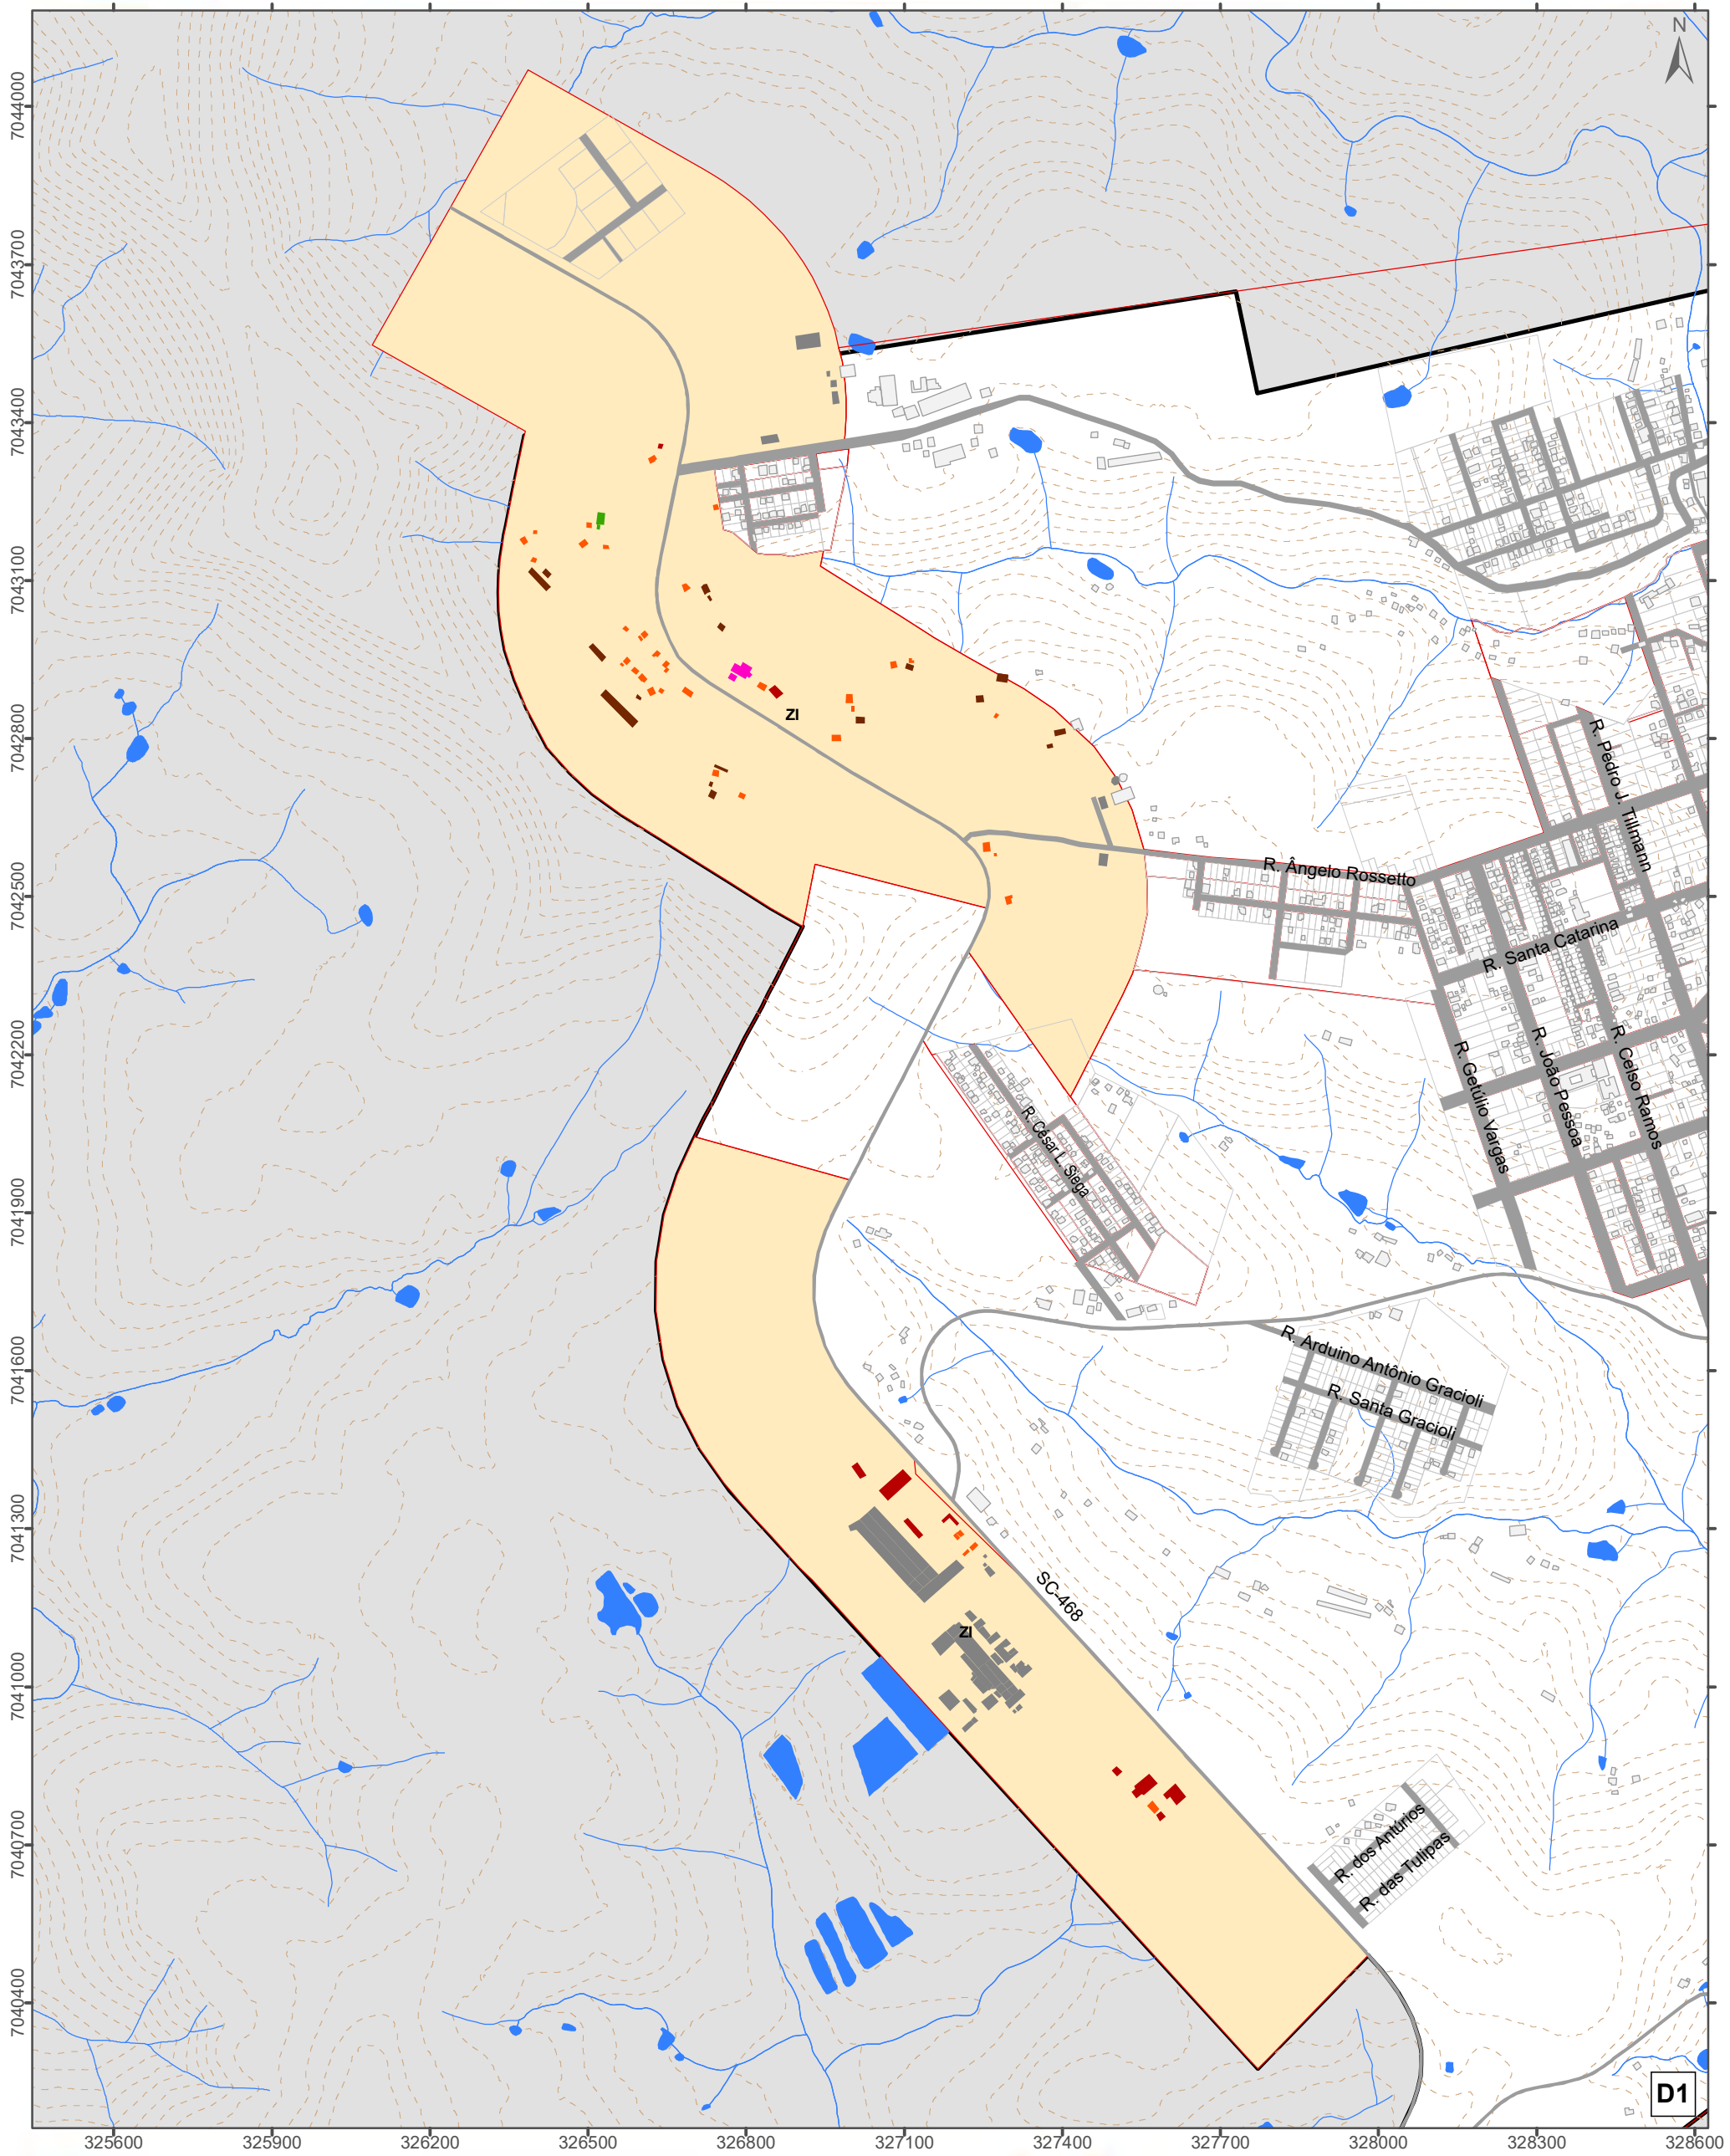 N
7044000
7043700
7043400
7043100
7042800
7042500
7042200
7041900
7041600
7041300
7041000
7040700
7040400
ZI
R. Pedro J. Tillmann
R. Ângelo Rossetto
R. Santa Catarina
R. Getúlio Vargas
R. João Pessoa
R. Celso Ramos
R. César L. Siega
R. Arduino Antônio Gracioli
R. Santa Gracioli
SC-468
ZI
R. dos Antúrios
R. das Tulipas
D1
325600 325900 326200 326500 326800 327100 327400 327700 328000 328300 328600